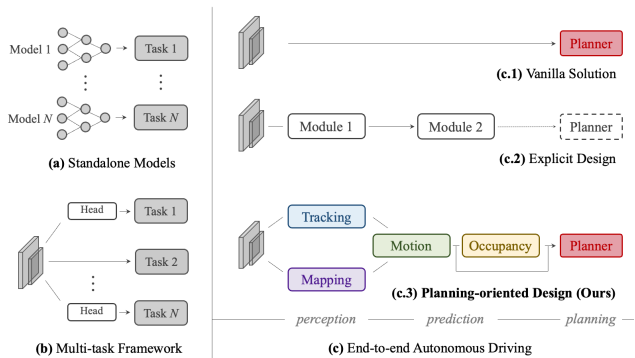 Model 1
Task 1
Model N
Task N
(a) Standalone Models
Head
Task 1
Task 2
Head
Task N
(b) Multi-task Framework
Planner
(c.1) Vanilla Solution
Module 1
Module 2
Planner
(c.2) Explicit Design
Tracking
Mapping
Motion
Occupancy
Planner
(c.3) Planning-oriented Design (Ours)
perception
prediction
planning
(c) End-to-end Autonomous Driving